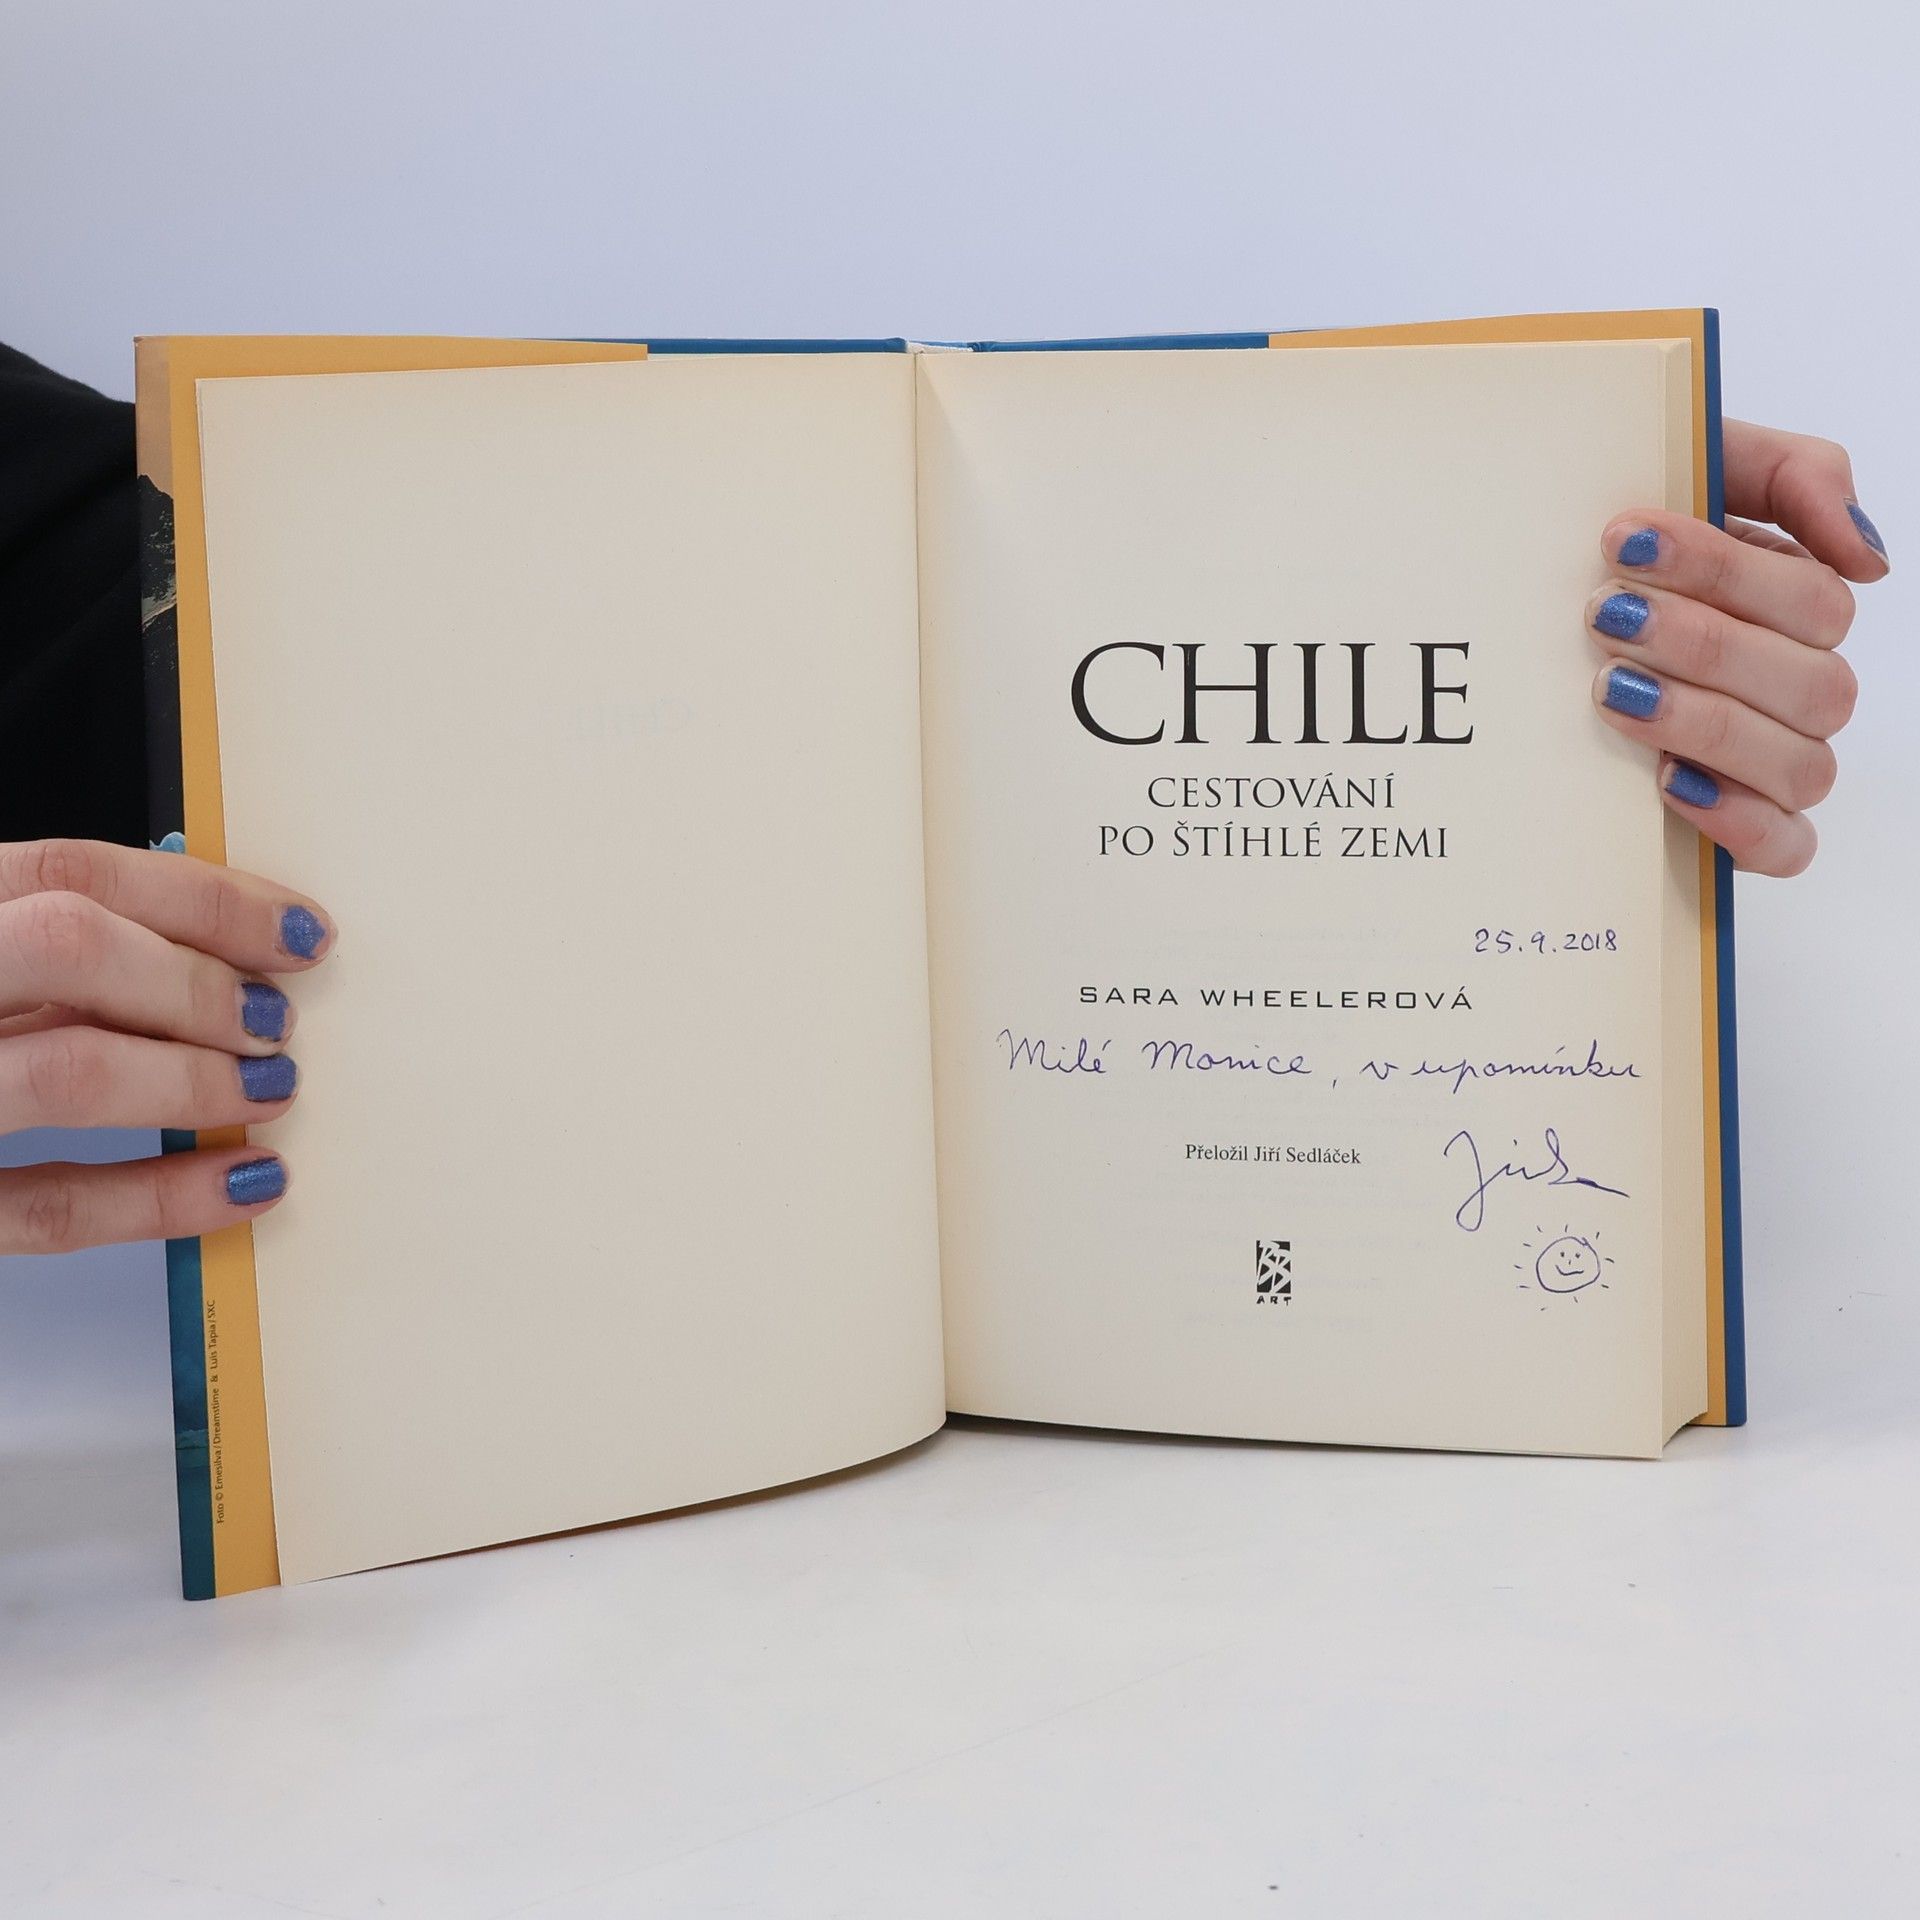 CHILE
CESTOVÁNÍ
PO ŠTÍHLÉ ZEMI
25.9.2018
SARA WHEELEROVÁ
Milé Monice, v upomínku
Přeložil Jiří Sedláček
BB
ART
Foto © Emesilva / Dreamstime & Luis Tapia / SXC